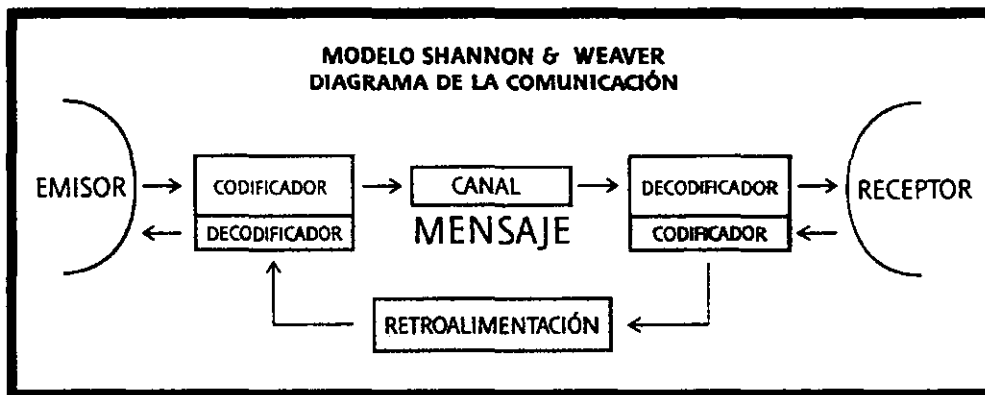 MODELO SHANNON & WEAVER
DIAGRAMA DE LA COMUNICACIÓN
EMISOR
CODIFICADOR
DECODIFICADOR
CANAL
MENSAJE
DECODIFICADOR
CODIFICADOR
RECEPTOR
RETROALIMENTACIÓN